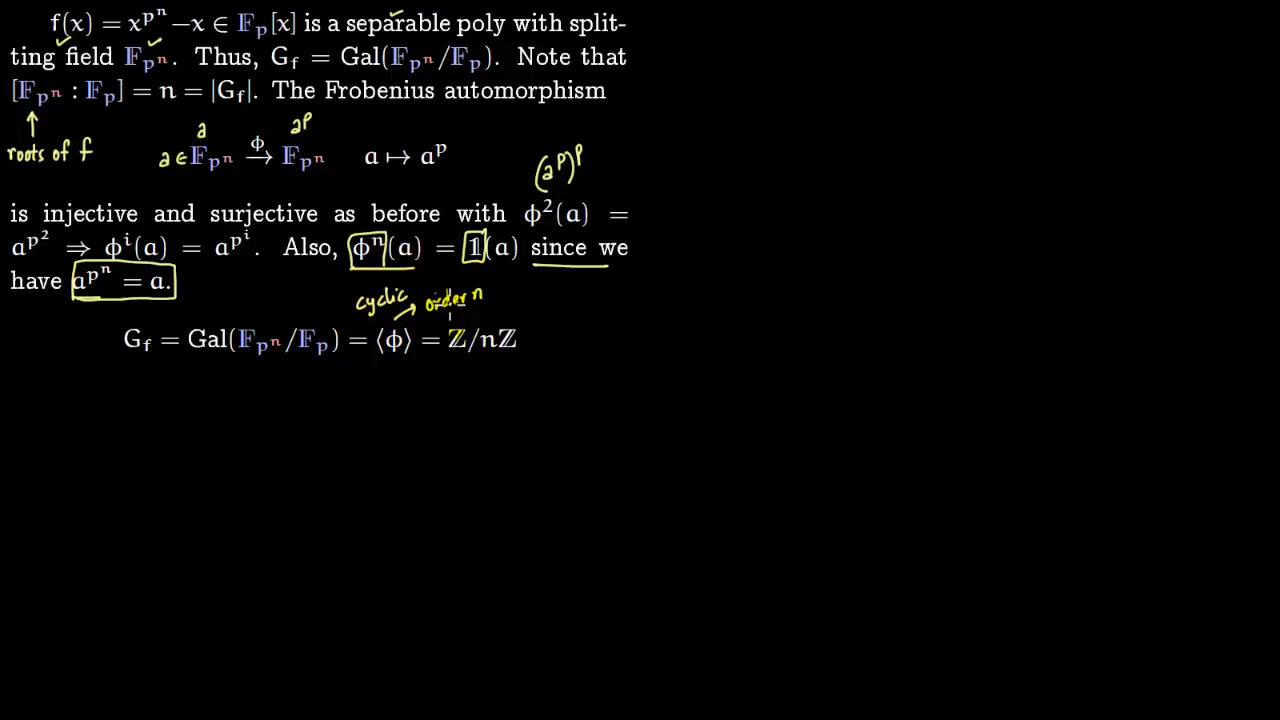 f(x) = x^{p^n} − x ∈ 𝔽_p[x] is a separable poly with split-
ting field 𝔽_{p^n}. Thus, G_f = Gal(𝔽_{p^n}/𝔽_p). Note that
[𝔽_{p^n} : 𝔽_p] = n = |G_f|. The Frobenius automorphism
a a^p
roots of f a ∈ 𝔽_{p^n} →^ϕ 𝔽_{p^n} a ↦ a^p
(a^p)^p
is injective and surjective as before with ϕ²(a) =
a^{p^2} ⇒ ϕ^i(a) = a^{p^i}. Also, ϕ^n(a) = 𝟙(a) since we
have a^{p^n} = a.
cyclic order n
G_f = Gal(𝔽_{p^n}/𝔽_p) = ⟨ϕ⟩ = ℤ/nℤ